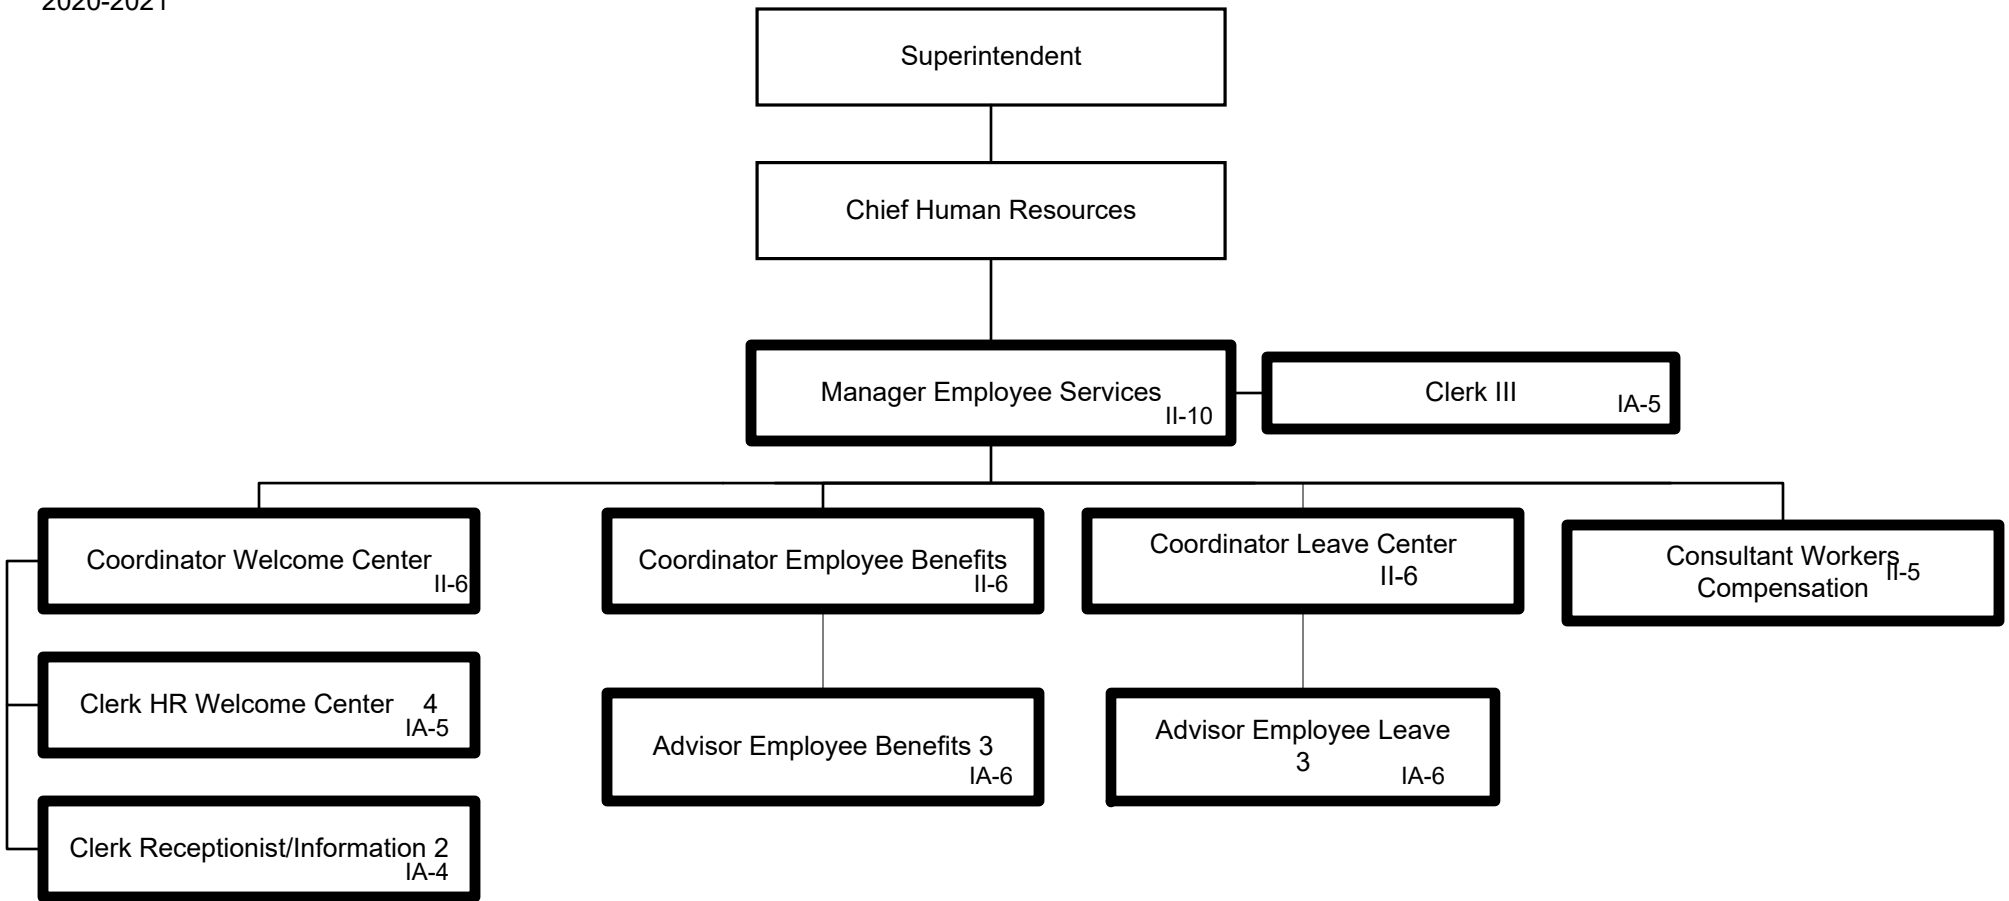 2020-2021
Superintendent
Chief Human Resources
Manager Employee Services
II-10
Clerk III
IA-5
Coordinator Welcome Center
II-6
Coordinator Employee Benefits
II-6
Coordinator Leave Center
II-6
Consultant Workers
Compensation
II-5
Clerk HR Welcome Center 4
IA-5
Advisor Employee Benefits 3
IA-6
Advisor Employee Leave
3
IA-6
Clerk Receptionist/Information 2
IA-4